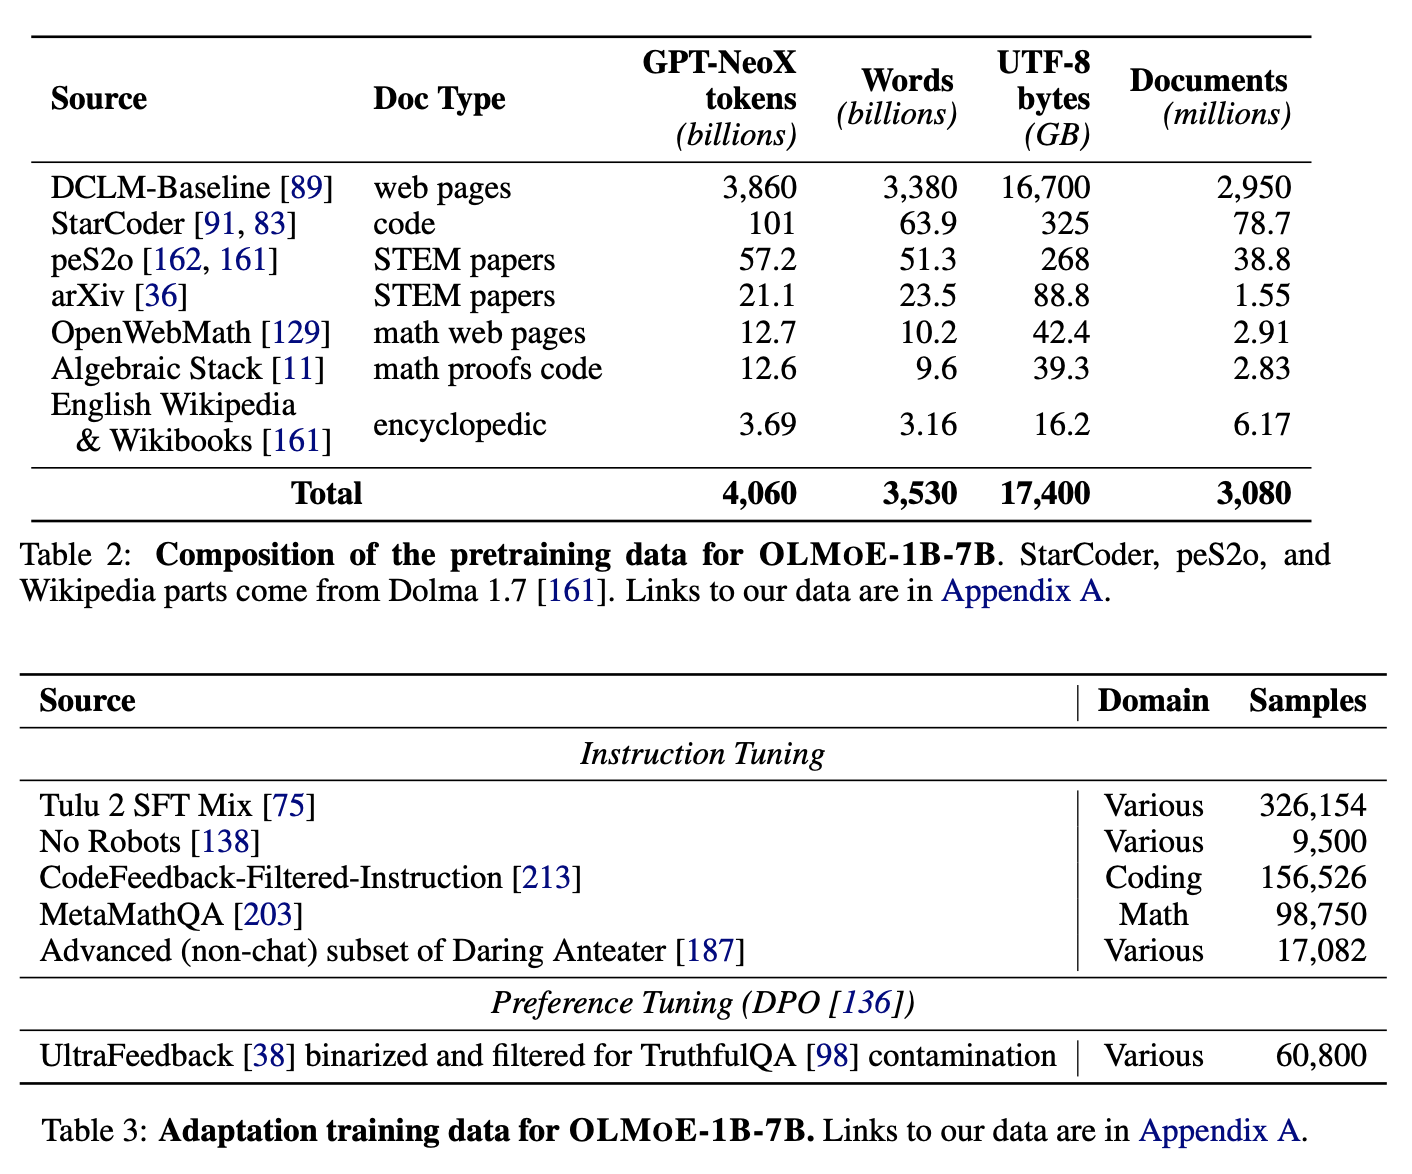 Source Doc Type GPT-NeoX tokens (billions) Words (billions) UTF-8 bytes (GB) Documents (millions)
DCLM-Baseline [89] web pages 3,860 3,380 16,700 2,950
StarCoder [91, 83] code 101 63.9 325 78.7
peS2o [162, 161] STEM papers 57.2 51.3 268 38.8
arXiv [36] STEM papers 21.1 23.5 88.8 1.55
OpenWebMath [129] math web pages 12.7 10.2 42.4 2.91
Algebraic Stack [11] math proofs code 12.6 9.6 39.3 2.83
English Wikipedia
& Wikibooks [161] encyclopedic 3.69 3.16 16.2 6.17
Total 4,060 3,530 17,400 3,080
Table 2: Composition of the pretraining data for OLMOE-1B-7B. StarCoder, peS2o, and
Wikipedia parts come from Dolma 1.7 [161]. Links to our data are in Appendix A.
Source Domain Samples
Instruction Tuning
Tulu 2 SFT Mix [75] Various 326,154
No Robots [138] Various 9,500
CodeFeedback-Filtered-Instruction [213] Coding 156,526
MetaMathQA [203] Math 98,750
Advanced (non-chat) subset of Daring Anteater [187] Various 17,082
Preference Tuning (DPO [136])
UltraFeedback [38] binarized and filtered for TruthfulQA [98] contamination Various 60,800
Table 3: Adaptation training data for OLMOE-1B-7B. Links to our data are in Appendix A.